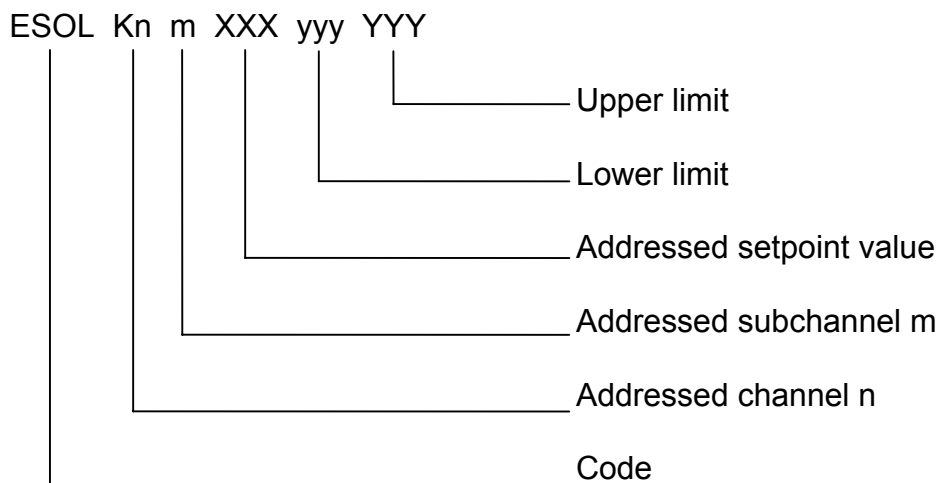 ESOL Kn m XXX yyy YYY
Upper limit
Lower limit
Addressed setpoint value
Addressed subchannel m
Addressed channel n
Code